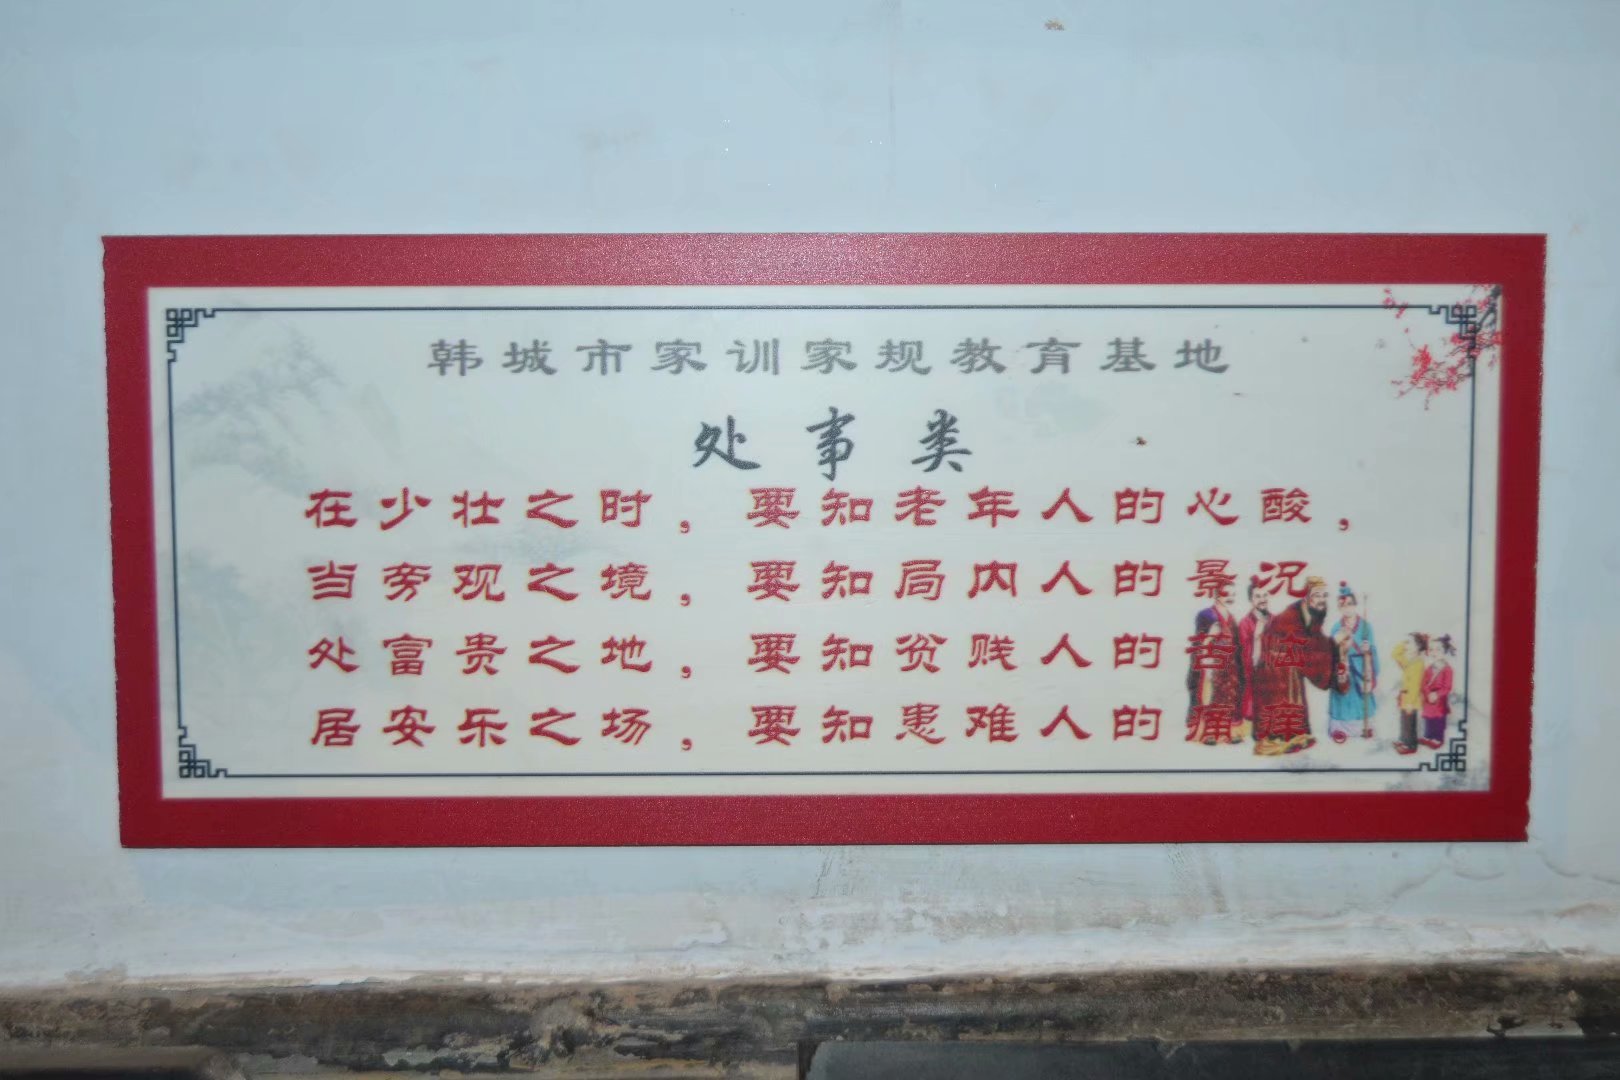 韩城市家训家规教育基地
处事类
在少壮之时，要知老年人的心酸，
当旁观之境，要知局内人的景况
处富贵之地，要知贫贱人的苦
居安乐之场，要知患难人的痛痒。